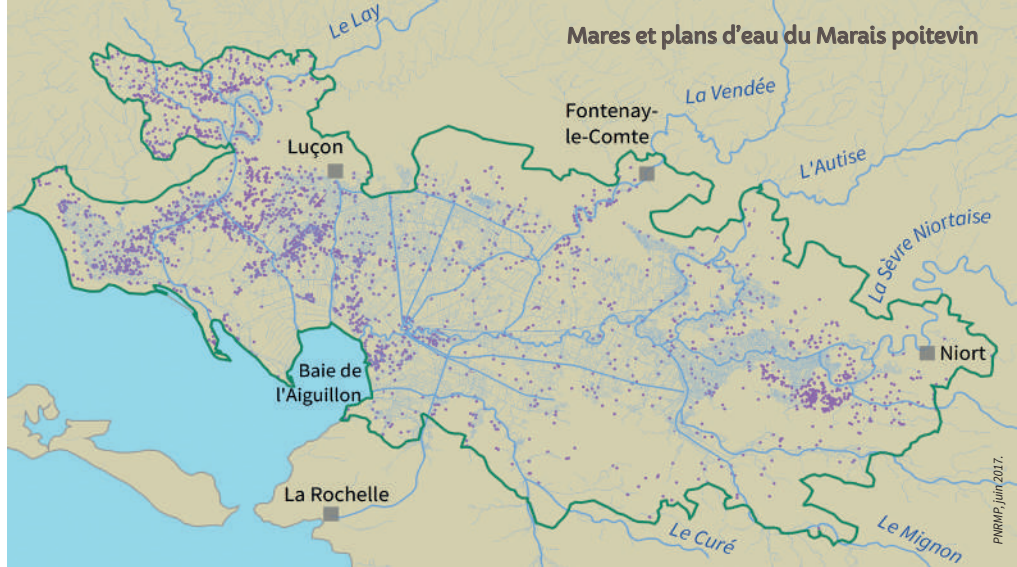 Mares et plans d'eau du Marais poitevin
Le Lay
La Vendée
Fontenay-
le-Comte
L'Autise
Luçon
La Sèvre Niortaise
Niort
Baie de
l'Aiguillon
La Rochelle
Le Curé
Le Mignon
PNRMP, juin 2017.